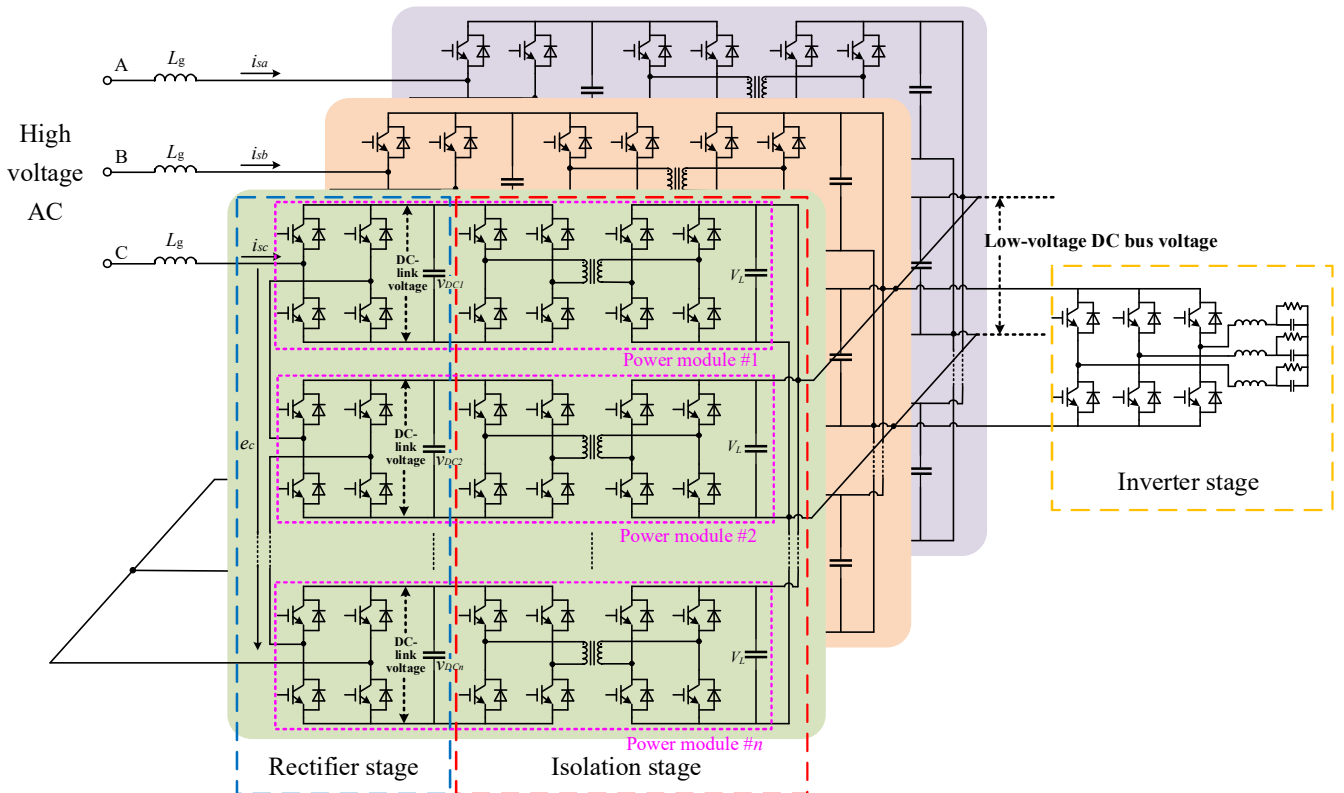 A
Lg
isa
High
voltage
AC
B
Lg
isb
C
Lg
isc
DC-
link
voltage
vDC1
VL
Power module #1
Low-voltage DC bus voltage
ec
DC-
link
voltage
vDC2
VL
Power module #2
Inverter stage
DC-
link
voltage
vDCn
VL
Power module #n
Rectifier stage
Isolation stage